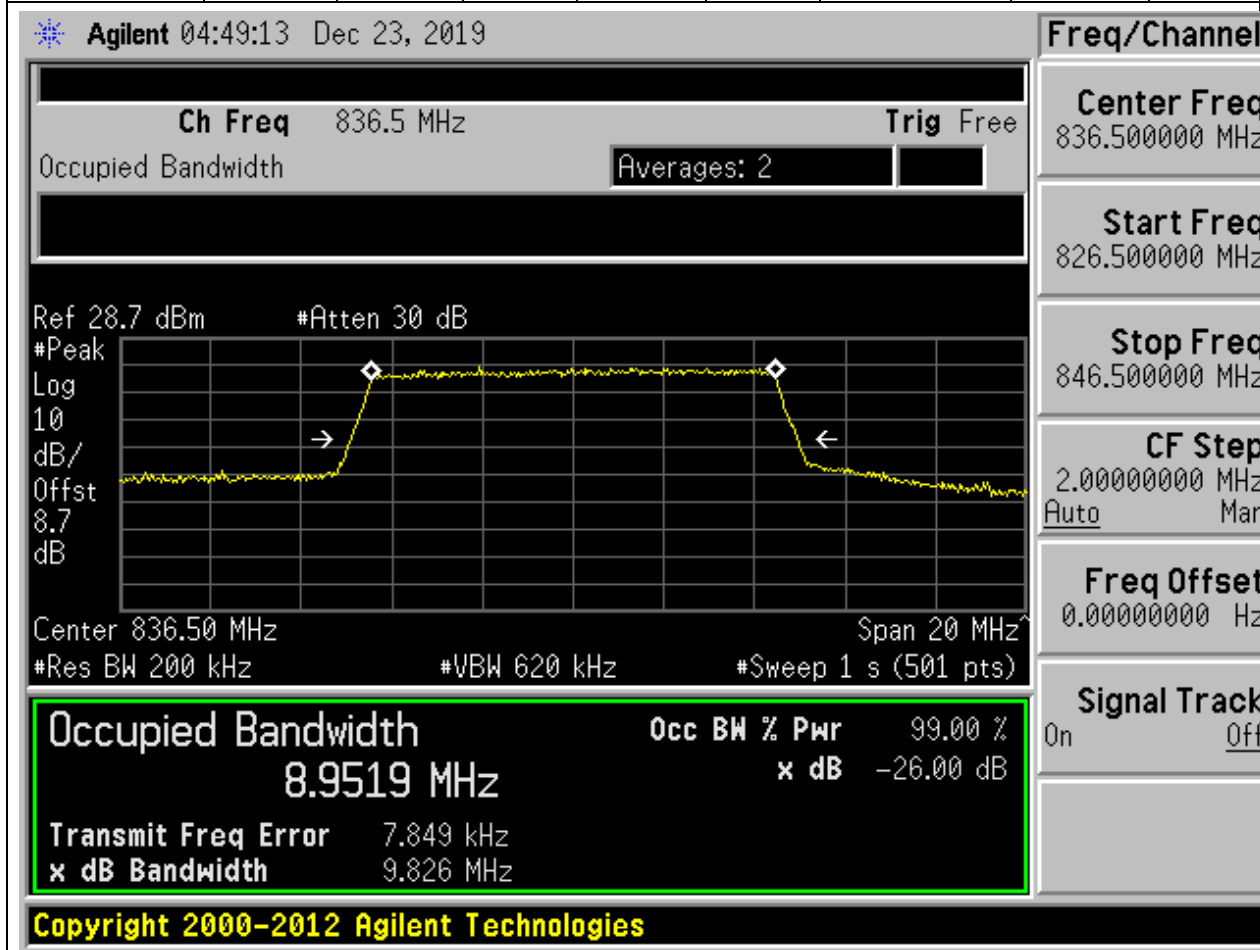 Agilent 04:49:13 Dec 23, 2019
Freq/Channel
Ch Freq 836.5 MHz Trig Free
Occupied Bandwidth Averages: 2
Center Freq
836.500000 MHz
Start Freq
826.500000 MHz
Stop Freq
846.500000 MHz
CF Step
2.00000000 MHz
Auto Man
Freq Offset
0.00000000 Hz
Signal Track
On Off
Ref 28.7 dBm #Atten 30 dB
#Peak
Log
10
dB/
Offst
8.7
dB
Center 836.50 MHz Span 20 MHz^
#Res BW 200 kHz #VBW 620 kHz #Sweep 1 s (501 pts)
Occupied Bandwidth Occ BW % Pwr 99.00 %
8.9519 MHz x dB -26.00 dB
Transmit Freq Error 7.849 kHz
x dB Bandwidth 9.826 MHz
Copyright 2000-2012 Agilent Technologies